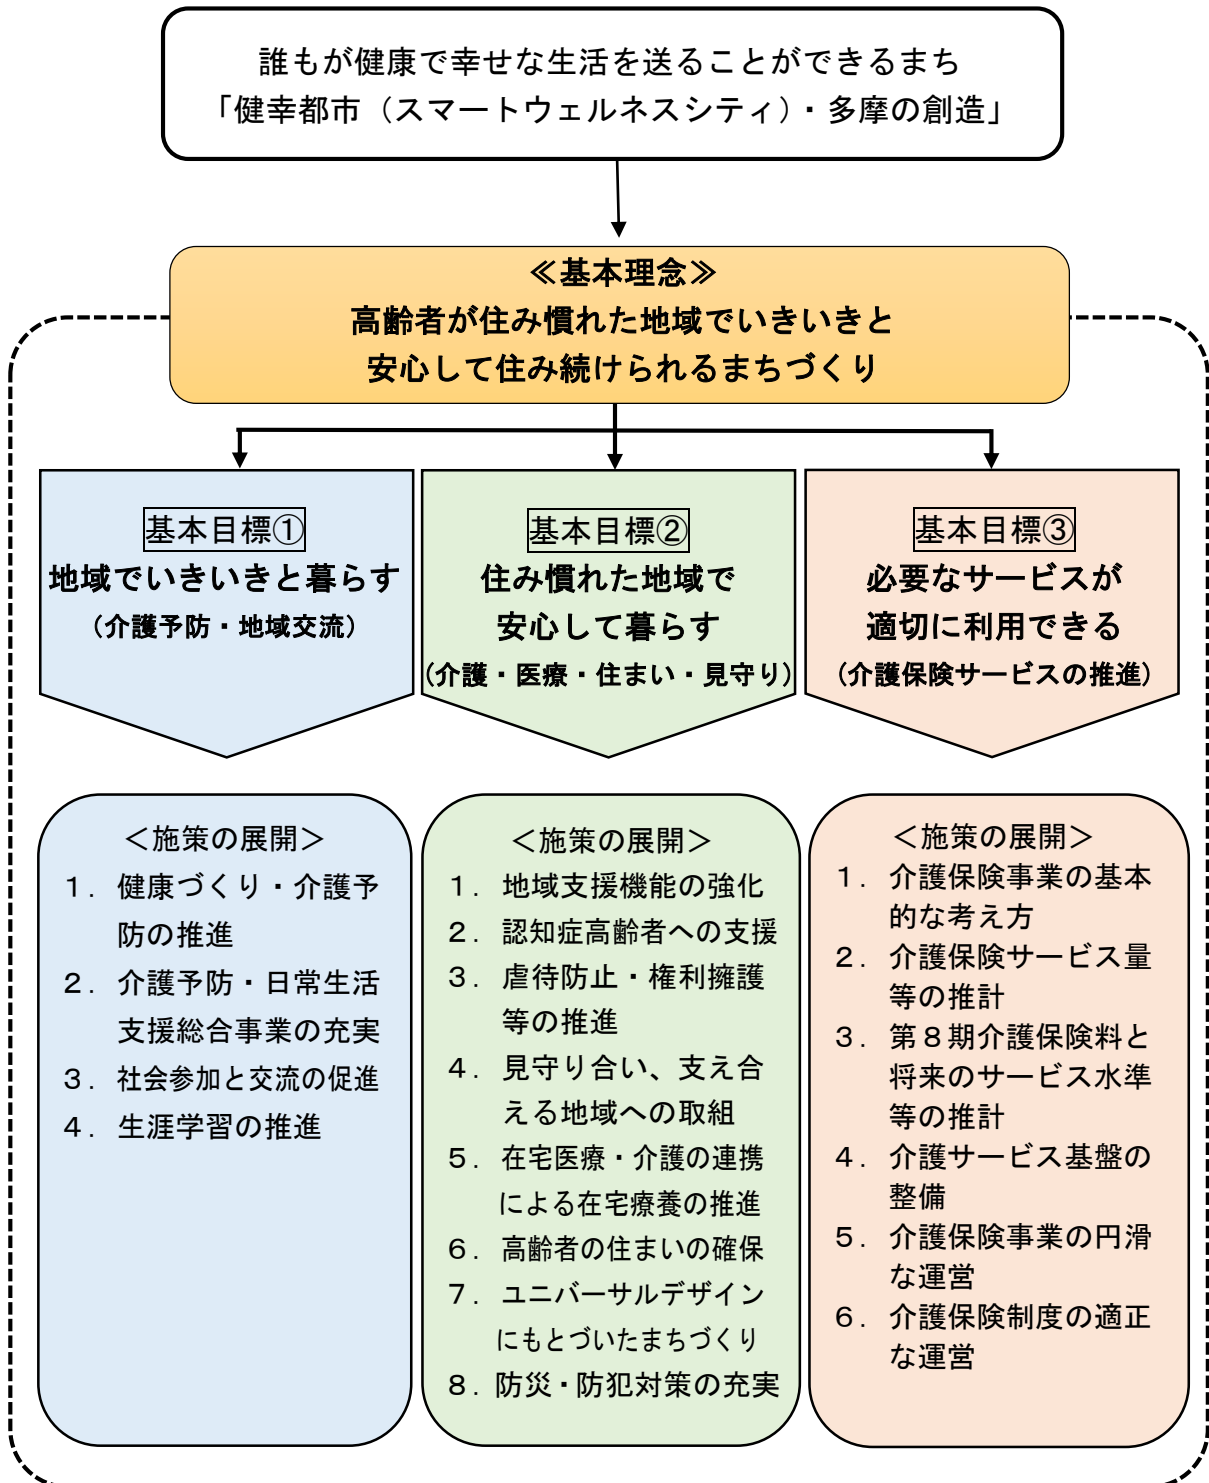 誰もが健康で幸せな生活を送ることができるまち
「健幸都市（スマートウェルネスシティ）・多摩の創造」
≪基本理念≫
高齢者が住み慣れた地域でいきいきと
安心して住み続けられるまちづくり
基本目標①
地域でいきいきと暮らす
（介護予防・地域交流）
基本目標②
住み慣れた地域で
安心して暮らす
（介護・医療・住まい・見守り）
基本目標③
必要なサービスが
適切に利用できる
（介護保険サービスの推進）
＜施策の展開＞
１．健康づくり・介護予
防の推進
２．介護予防・日常生活
支援総合事業の充実
３．社会参加と交流の促進
４．生涯学習の推進
＜施策の展開＞
１．地域支援機能の強化
２．認知症高齢者への支援
３．虐待防止・権利擁護
等の推進
４．見守り合い、支え合
える地域への取組
５．在宅医療・介護の連携
による在宅療養の推進
６．高齢者の住まいの確保
７．ユニバーサルデザイン
にもとづいたまちづくり
８．防災・防犯対策の充実
＜施策の展開＞
１．介護保険事業の基本
的な考え方
２．介護保険サービス量
等の推計
３．第８期介護保険料と
将来のサービス水準
等の推計
４．介護サービス基盤の
整備
５．介護保険事業の円滑
な運営
６．介護保険制度の適正
な運営